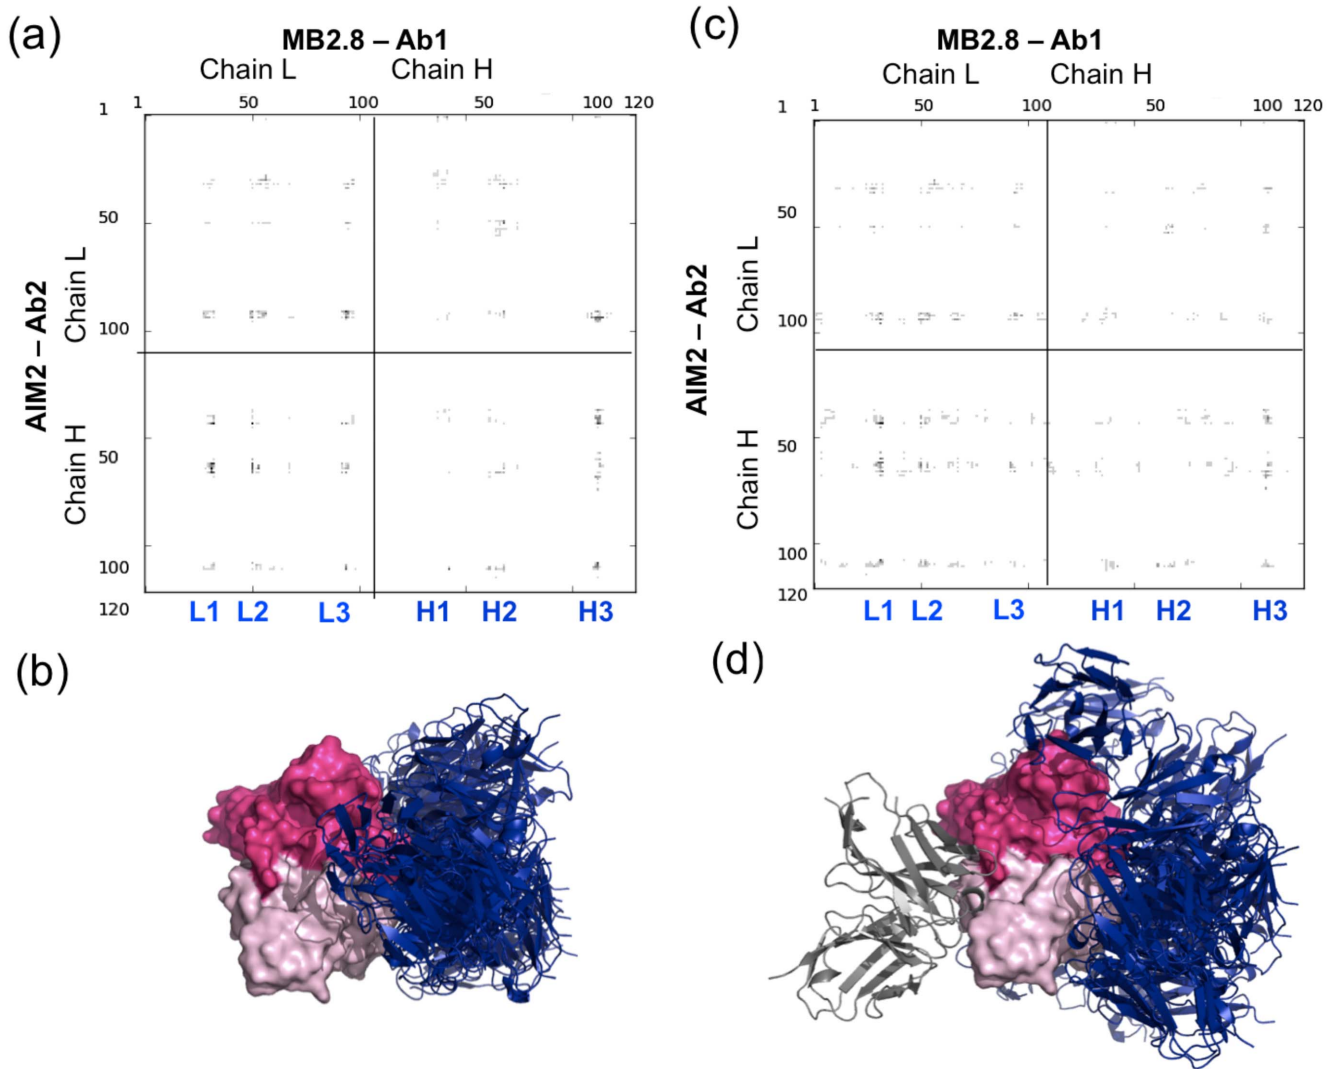 (a)
MB2.8 – Ab1
Chain L Chain H
1 50 100 50 100 120
1
50
100
50
100
120
AIM2 – Ab2
Chain L
Chain H
L1 L2 L3 H1 H2 H3
(c)
MB2.8 – Ab1
Chain L Chain H
1 50 100 50 100 120
1
50
100
50
100
120
AIM2 – Ab2
Chain L
Chain H
L1 L2 L3 H1 H2 H3
(b)
(d)